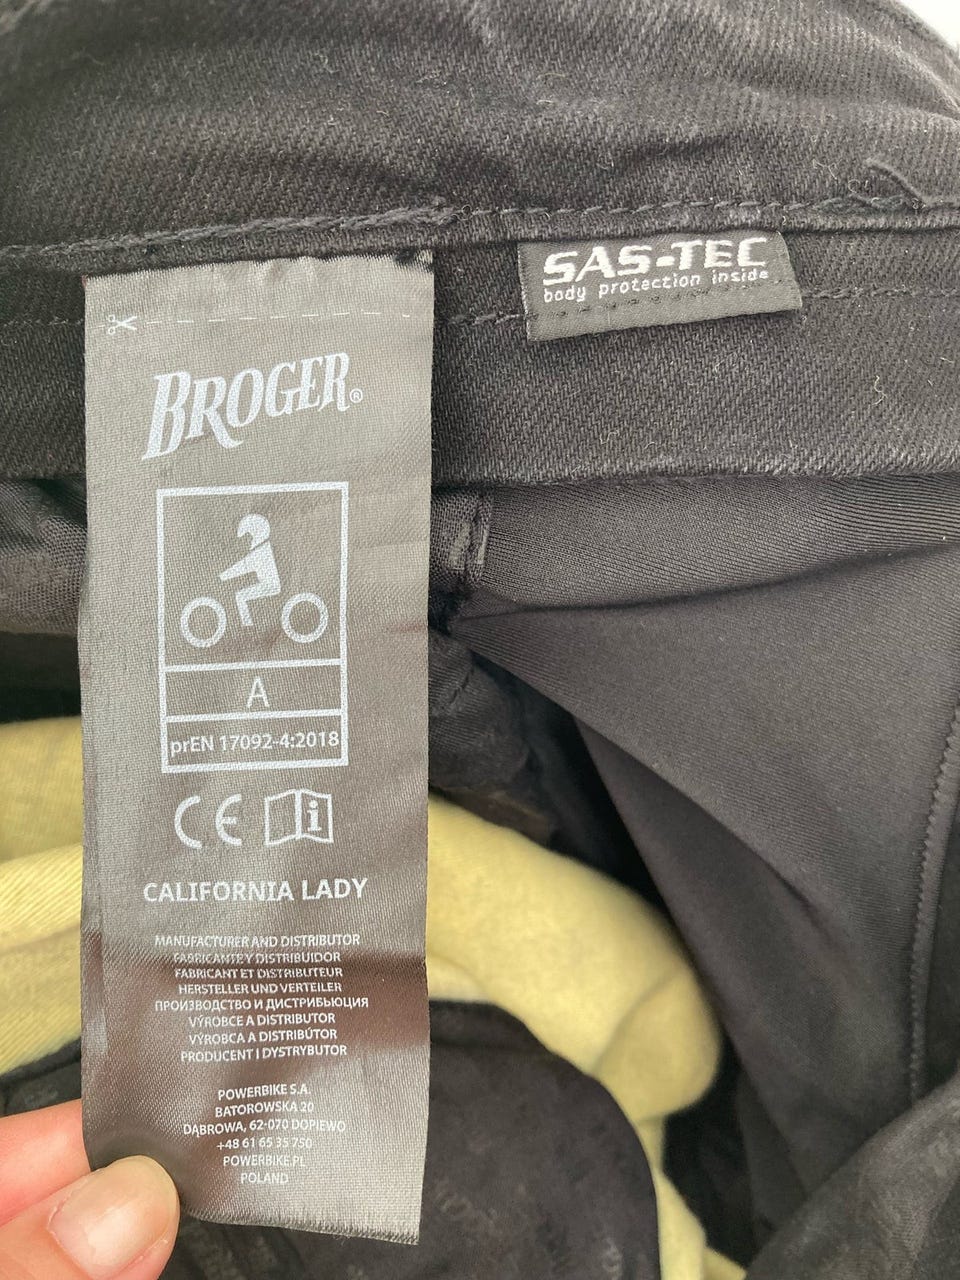 SAS-TEC
body protection inside
BROGER®
A
prEN 17092-4:2018
CE i
CALIFORNIA LADY
MANUFACTURER AND DISTRIBUTOR
FABRICANTE Y DISTRIBUIDOR
FABRICANT ET DISTRIBUTEUR
HERSTELLER UND VERTEILER
ПРОИЗВОДСТВО И ДИСТРИБЬЮЦИЯ
VÝROBCE A DISTRIBUTOR
VÝROBCA A DISTRIBÚTOR
PRODUCENT I DYSTRYBUTOR
POWERBIKE S.A.
BATOROWSKA 20
DĄBROWA, 62-070 DOPIEWO
+48 61 65 35 750
POWERBIKE.PL
POLAND